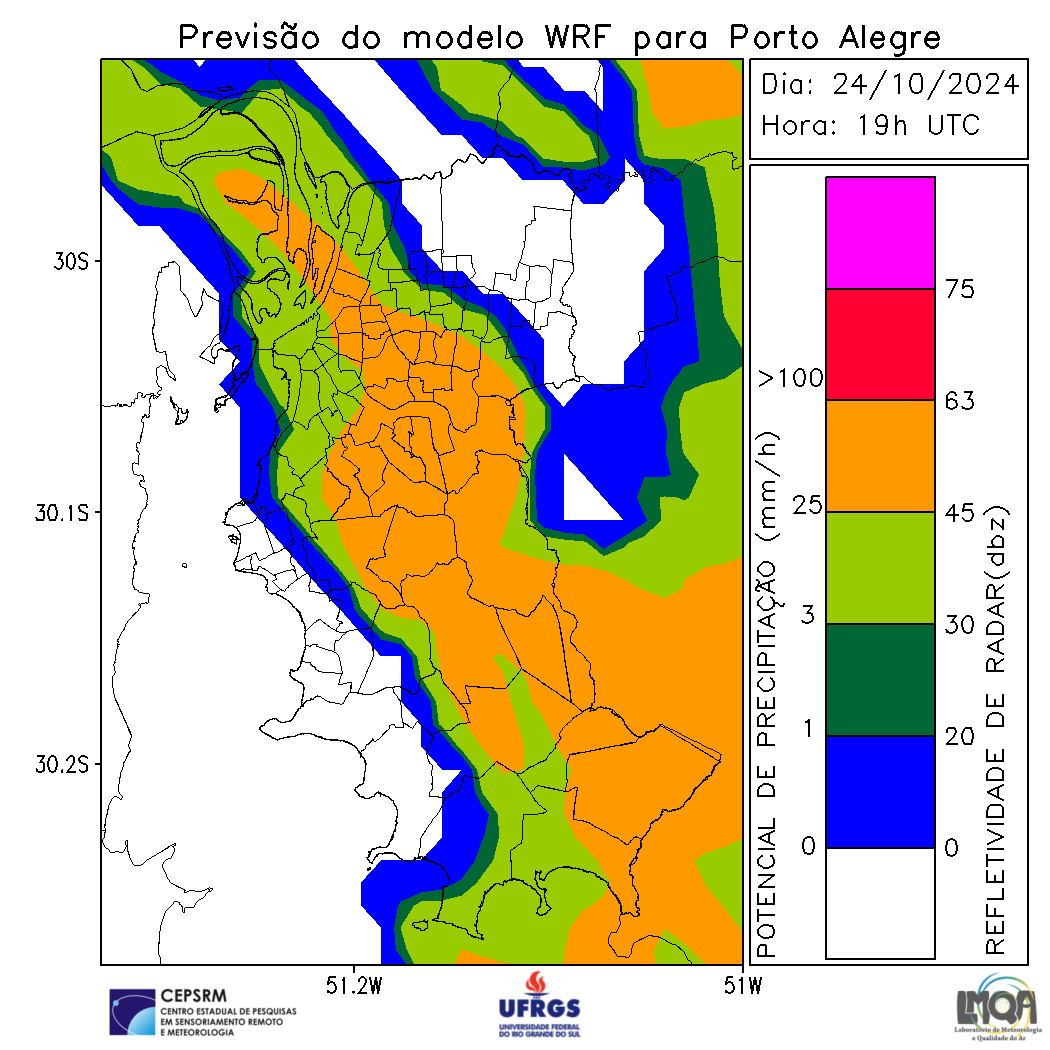 Previsão do modelo WRF para Porto Alegre
Dia: 24/10/2024
Hora: 19h UTC
30S
30.1S
30.2S
51.2W
51W
POTENCIAL DE PRECIPITAÇÃO (mm/h)
>100
25
3
1
0
75
63
45
30
20
0
REFLETIVIDADE DE RADAR(dbz)
CEPSRM
CENTRO ESTADUAL DE PESQUISAS
EM SENSORIAMENTO REMOTO
E METEOROLOGIA
UFRGS
UNIVERSIDADE FEDERAL
DO RIO GRANDE DO SUL
LMQA
Laboratório de Meteorologia
e Qualidade do Ar